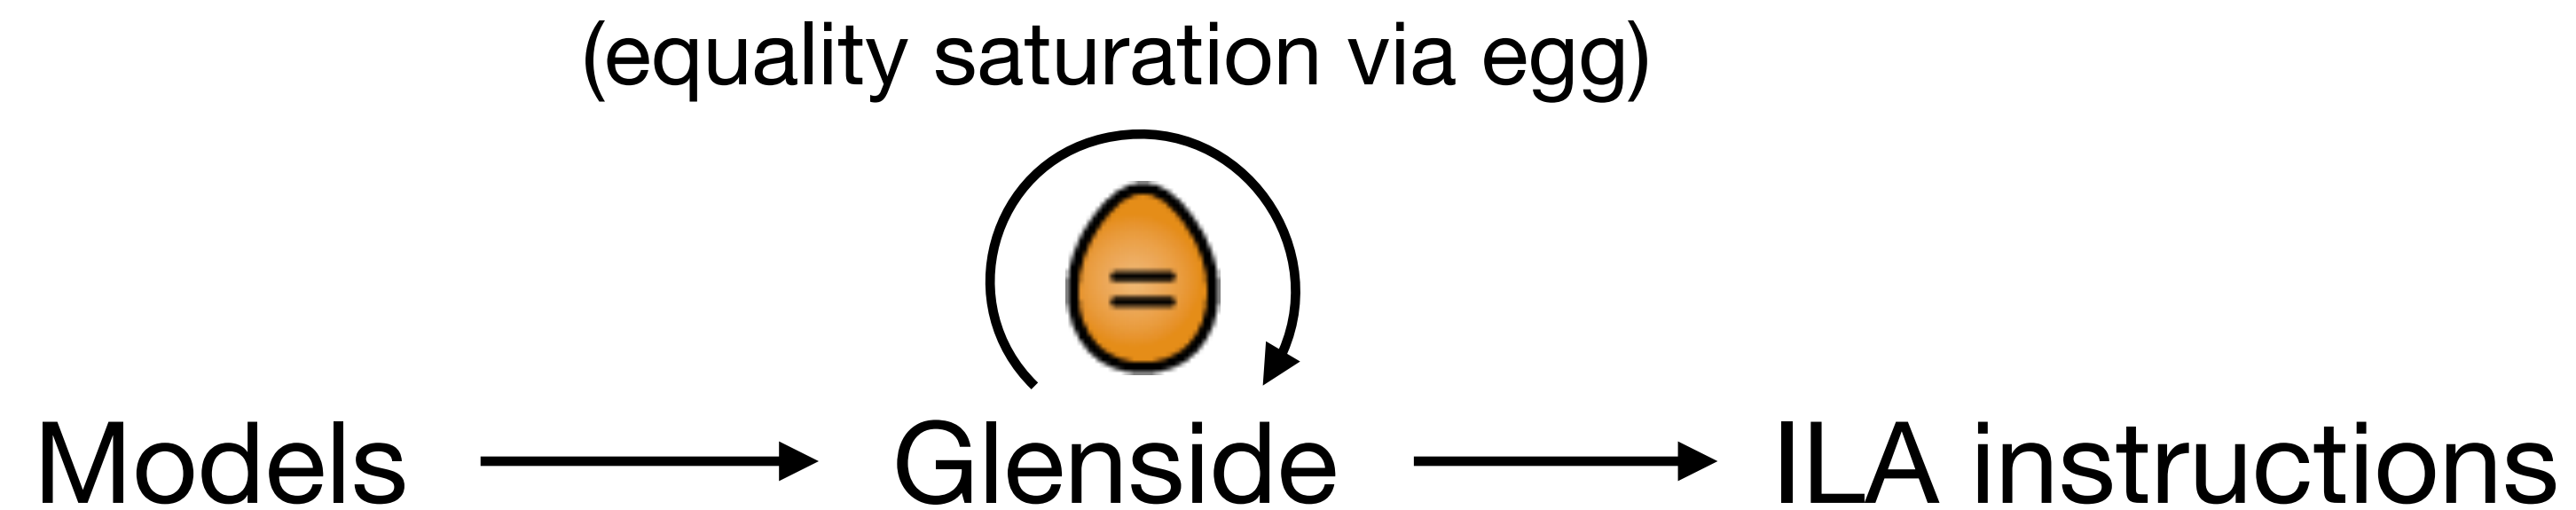 (equality saturation via egg)
Models
Glenside
ILA instructions